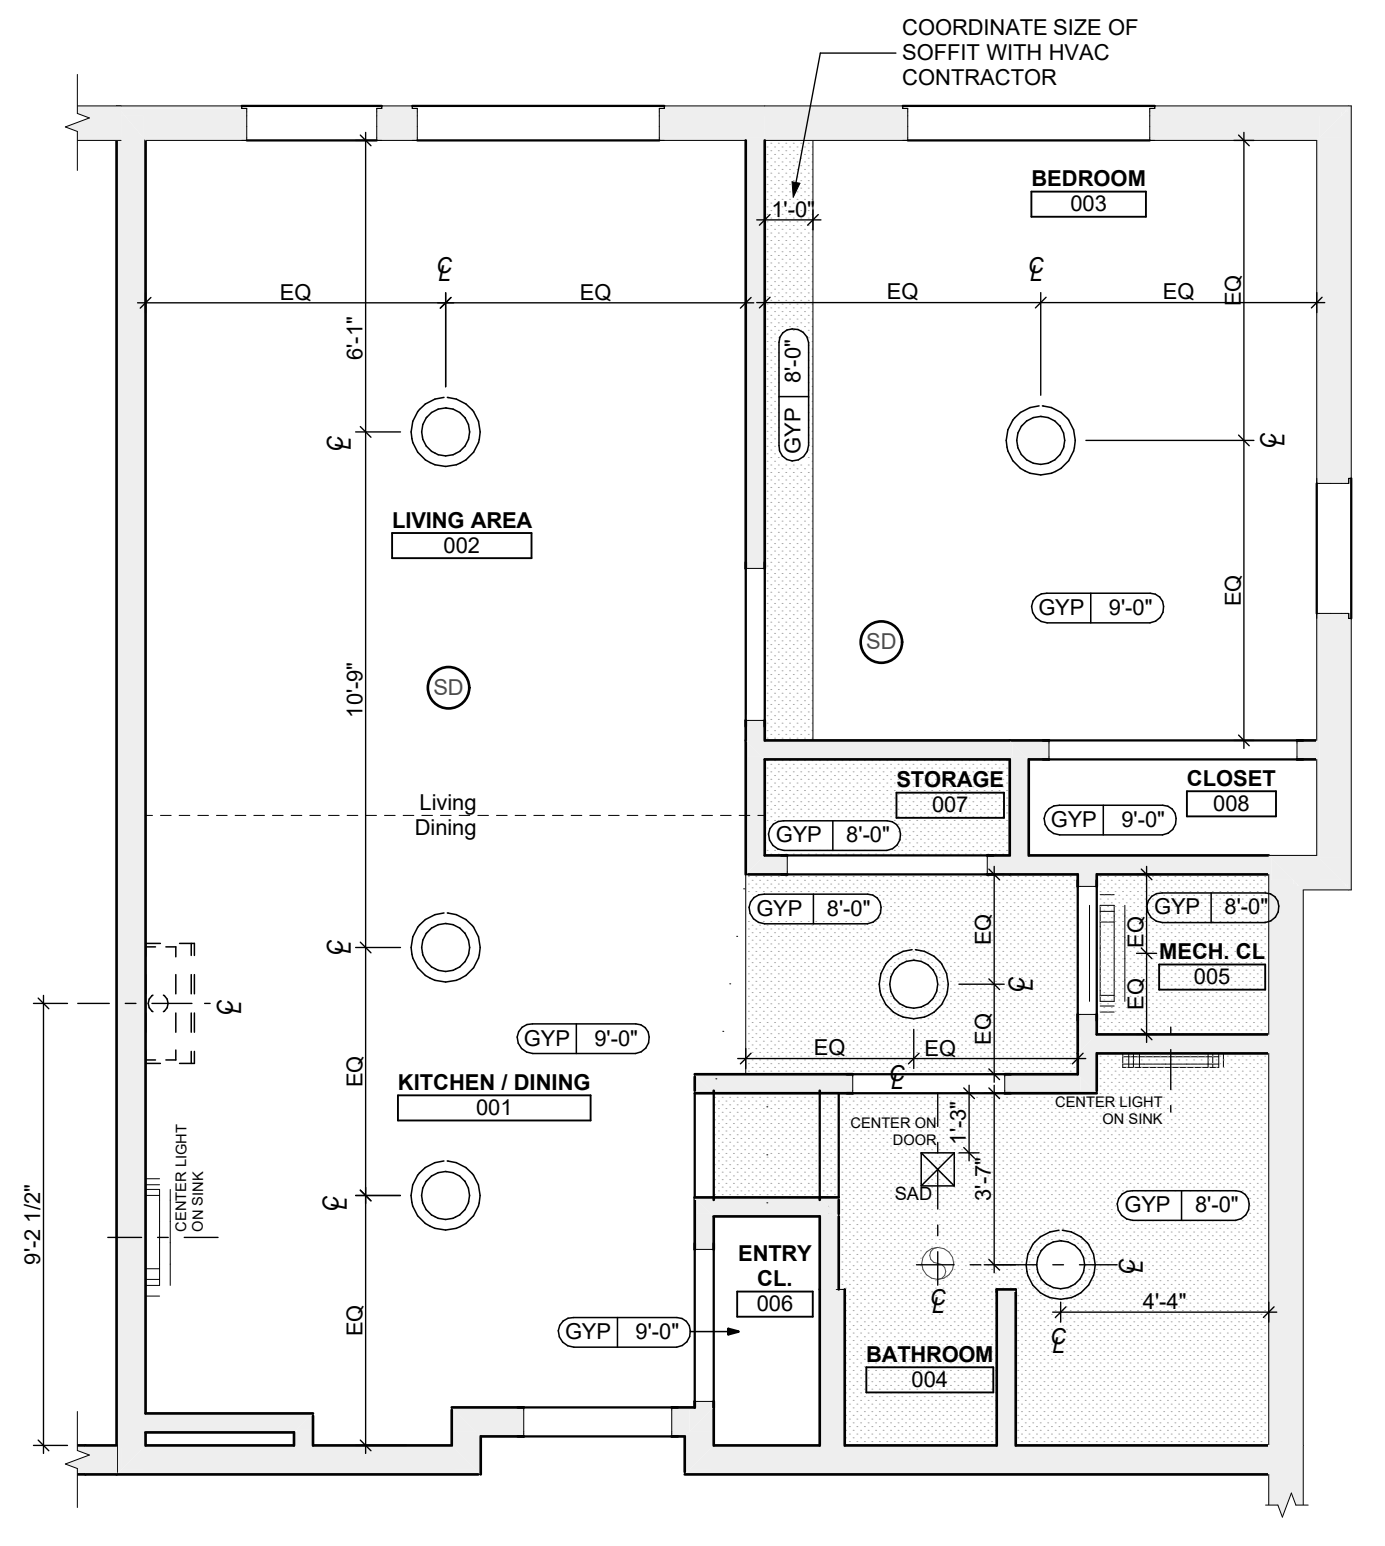 COORDINATE SIZE OF
SOFFIT WITH HVAC
CONTRACTOR
BEDROOM
003
1'-0"
EQ
EQ
EQ
EQ
EQ
6'-1"
GYP 8'-0"
LIVING AREA
002
GYP 9'-0"
EQ
SD
SD
10'-9"
Living
Dining
STORAGE
007
GYP 8'-0"
CLOSET
008
GYP 9'-0"
GYP 8'-0"
EQ
GYP 8'-0"
EQ
MECH. CL
005
EQ
EQ
EQ
EQ
GYP 9'-0"
EQ
KITCHEN / DINING
001
CENTER LIGHT
ON SINK
CENTER ON
DOOR
1'-3"
3'-7"
SAD
CENTER LIGHT
ON SINK
9'-2 1/2"
GYP 8'-0"
ENTRY
CL.
006
GYP 9'-0"
EQ
4'-4"
BATHROOM
004